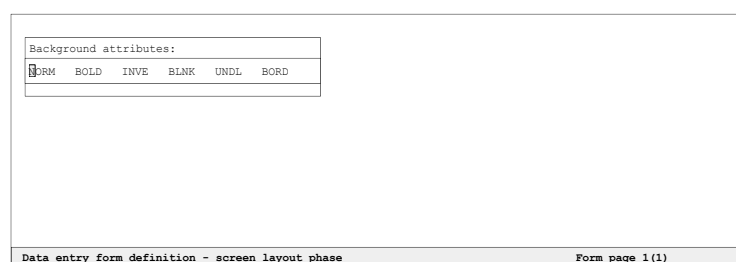 Background attributes:
NORM BOLD INVE BLNK UNDL BORD
Data entry form definition - screen layout phase Form page 1(1)